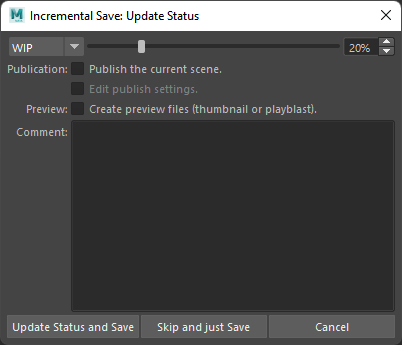 M
Incremental Save: Update Status
WIP 20%
Publication: Publish the current scene.
Edit publish settings.
Preview: Create preview files (thumbnail or playblast).
Comment:
Update Status and Save Skip and just Save Cancel